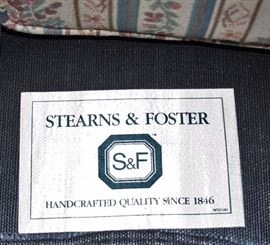 STEARNS & FOSTER
S&F
HANDCRAFTED QUALITY SINCE 1846